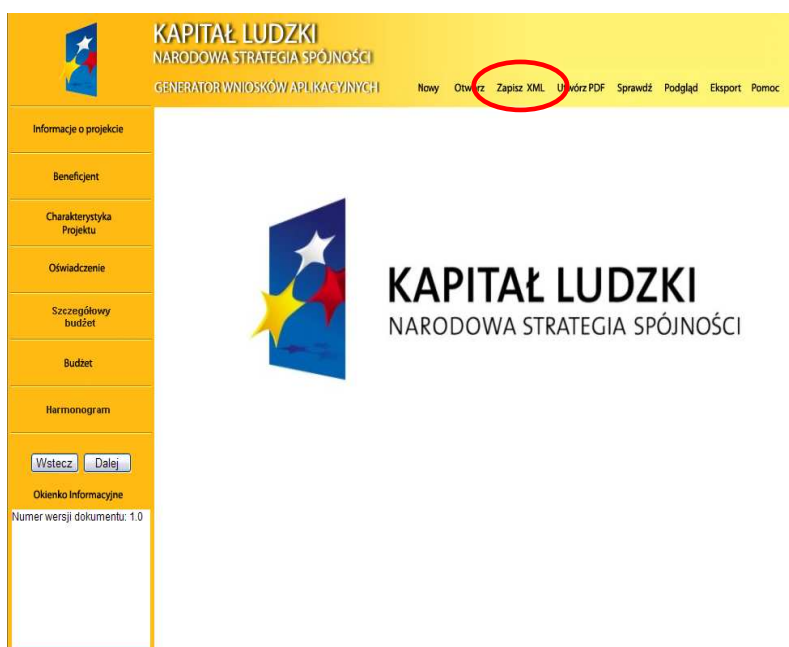 KAPITAŁ LUDZKI
NARODOWA STRATEGIA SPÓJNOŚCI
GENERATOR WNIOSKÓW APLIKACYJNYCH
Nowy Otwórz Zapisz XML Utwórz PDF Sprawdź Podgląd Eksport Pomoc
Informacje o projekcie
Beneficjent
Charakterystyka
Projektu
Oświadczenie
Szczegółowy
budżet
Budżet
Harmonogram
Wstecz Dalej
Okienko Informacyjne
Numer wersji dokumentu: 1.0
KAPITAŁ LUDZKI
NARODOWA STRATEGIA SPÓJNOŚCI